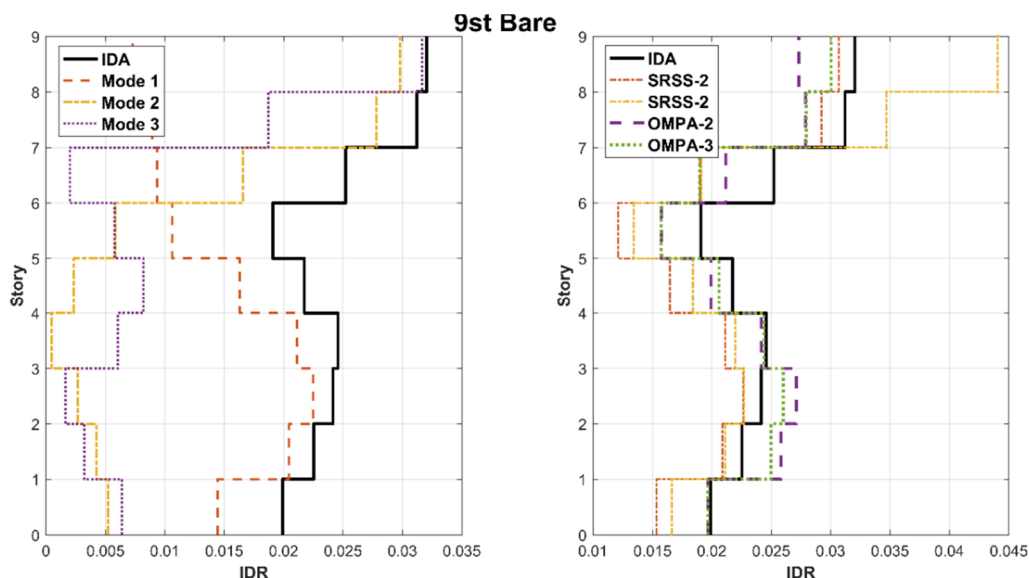 9st Bare
9
8
7
6
5
4
3
2
1
0
Story
IDA
Mode 1
Mode 2
Mode 3
0 0.005 0.01 0.015 0.02 0.025 0.03 0.035
IDR
9
8
7
6
5
4
3
2
1
0
Story
IDA
SRSS-2
SRSS-2
OMPA-2
OMPA-3
0.01 0.015 0.02 0.025 0.03 0.035 0.04 0.045
IDR